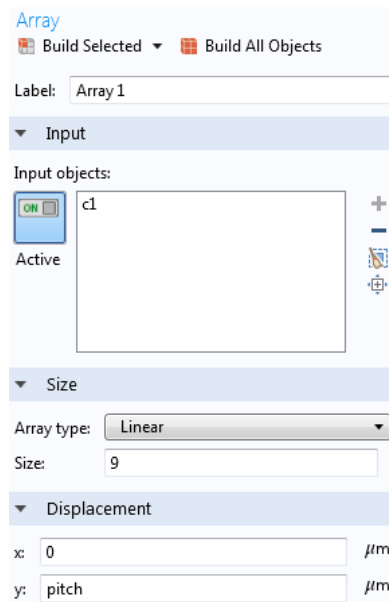 Array
Build Selected ▼ Build All Objects
Label: Array 1
Input
Input objects:
ON c1
Active
Size
Array type: Linear
Size: 9
Displacement
x: 0 μm
y: pitch μm